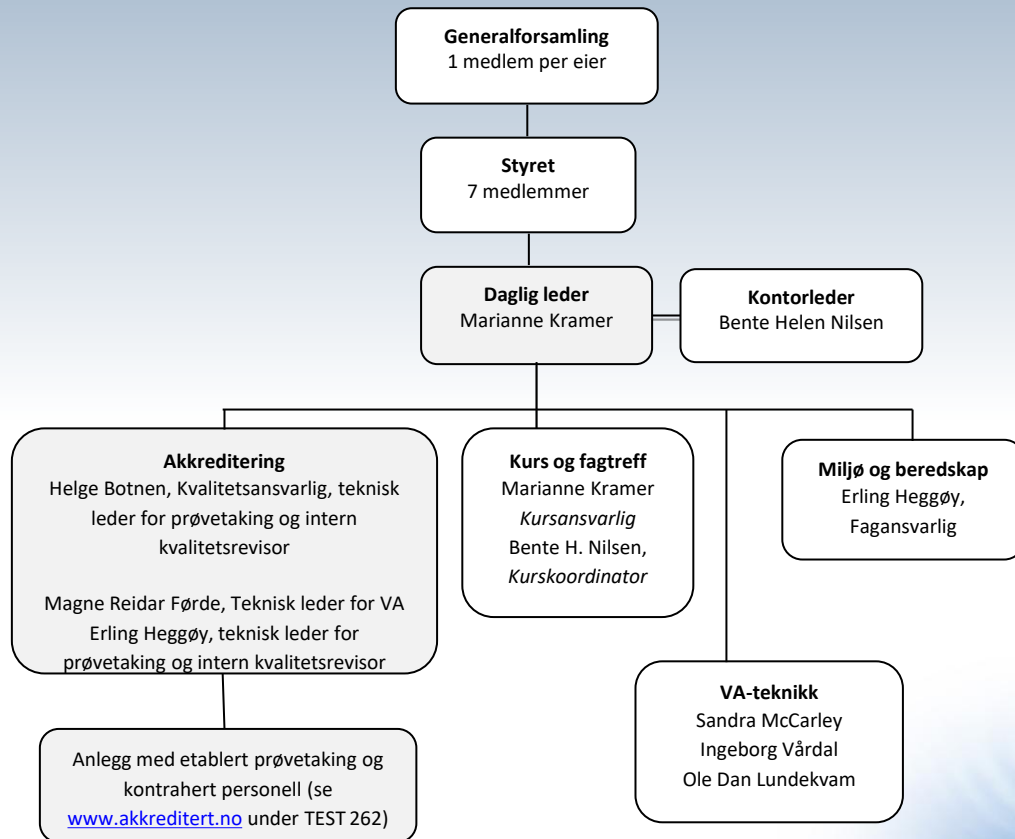 Generalforsamling
1 medlem per eier
Styret
7 medlemmer
Daglig leder
Marianne Kramer
Kontorleder
Bente Helen Nilsen
Akkreditering
Helge Botnen, Kvalitetsansvarlig, teknisk
leder for prøvetaking og intern
kvalitetsrevisor
Magne Reidar Førde, Teknisk leder for VA
Erling Heggøy, teknisk leder for
prøvetaking og intern kvalitetsrevisor
Kurs og fagtreff
Marianne Kramer
Kursansvarlig
Bente H. Nilsen,
Kurskoordinator
Miljø og beredskap
Erling Heggøy,
Fagansvarlig
VA-teknikk
Sandra McCarley
Ingeborg Vårdal
Ole Dan Lundekvam
Anlegg med etablert prøvetaking og
kontrahert personell (se
www.akkreditert.no under TEST 262)